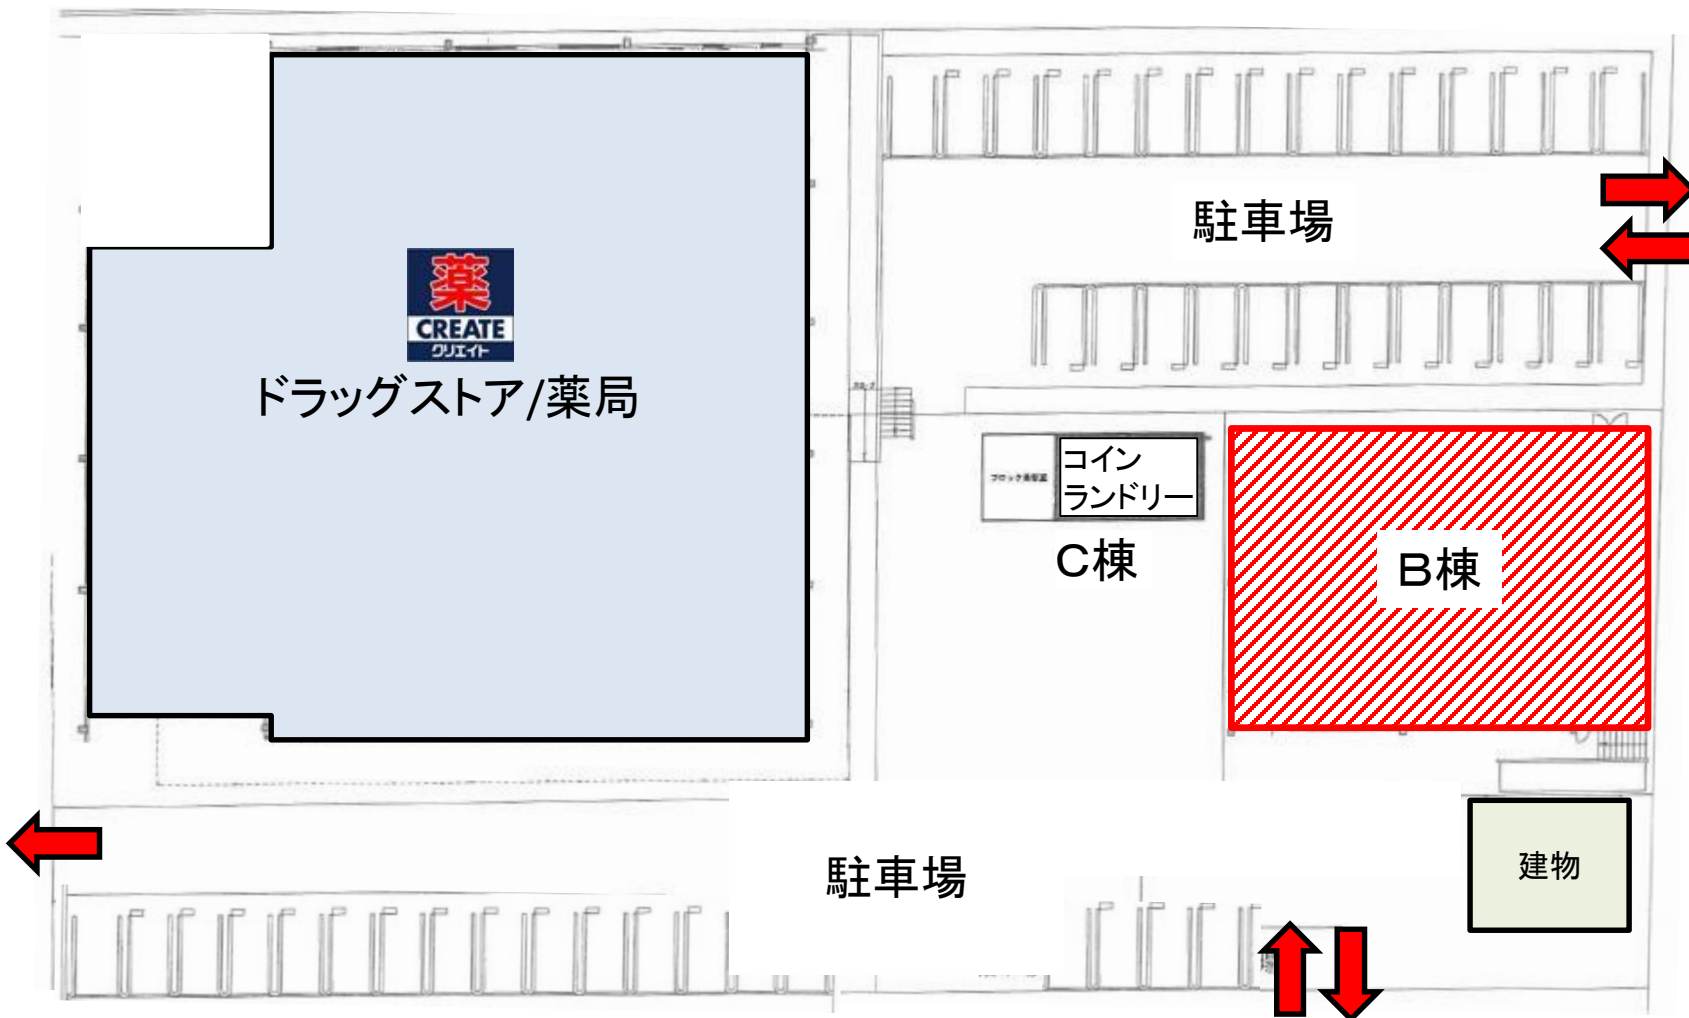 駐車場
薬
CREATE
クリエイト
ドラッグストア/薬局
コイン
ランドリー
C棟
B棟
駐車場
建物